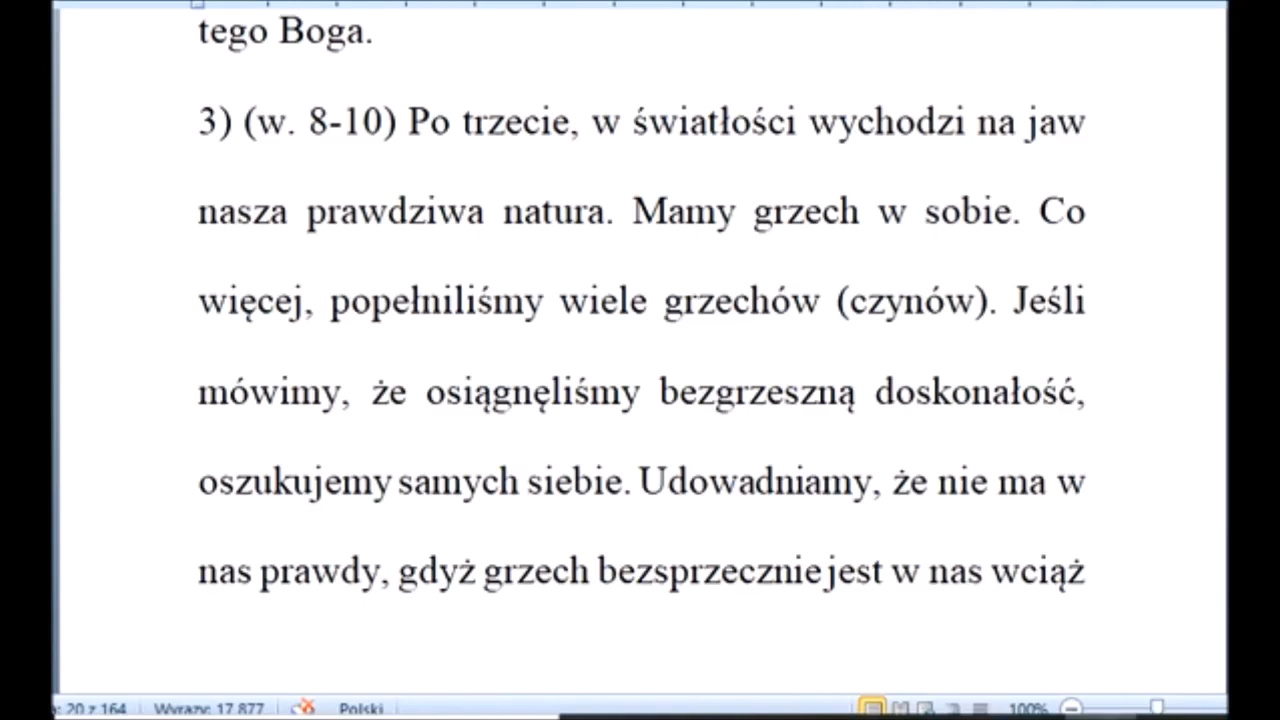 tego Boga.
3) (w. 8-10) Po trzecie, w światłości wychodzi na jaw
nasza prawdziwa natura. Mamy grzech w sobie. Co
więcej, popełniliśmy wiele grzechów (czynów). Jeśli
mówimy, że osiągnęliśmy bezgrzeszną doskonałość,
oszukujemy samych siebie. Udowadniamy, że nie ma w
nas prawdy, gdyż grzech bezsprzecznie jest w nas wciąż
: 20 z 164 Wyrazy: 17 877 Polski 100%